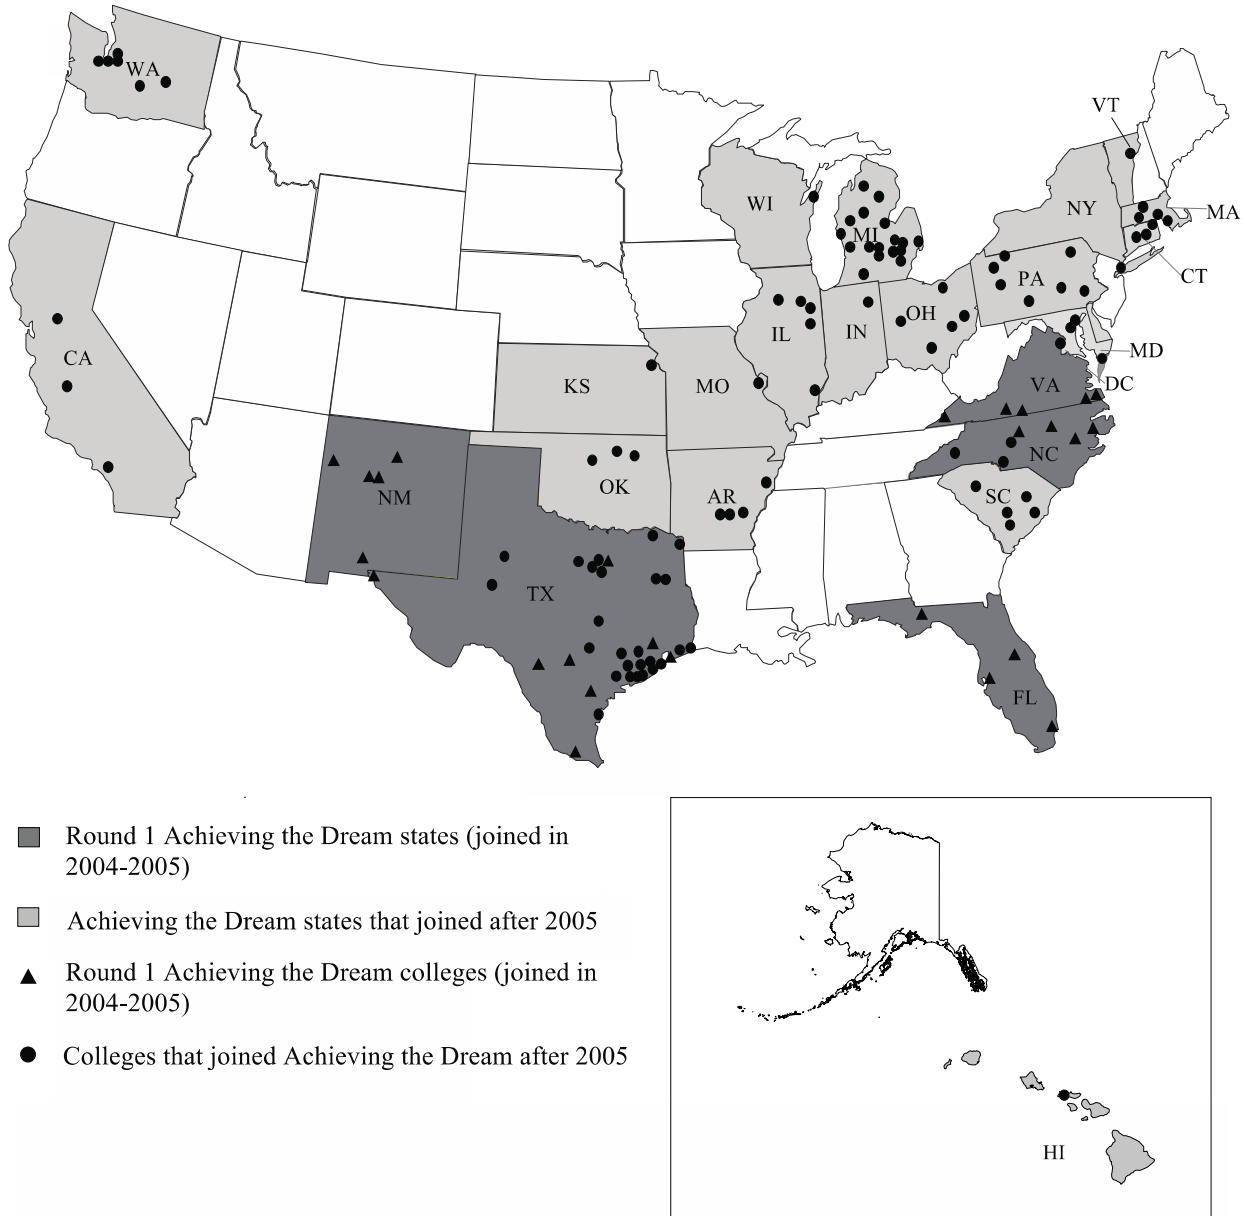 WA
VT
WI
NY
MA
MI
PA
CT
OH
IL
IN
CA
MD
KS
MO
VA
DC
NC
OK
AR
SC
NM
TX
FL
Round 1 Achieving the Dream states (joined in
2004-2005)
Achieving the Dream states that joined after 2005
Round 1 Achieving the Dream colleges (joined in
2004-2005)
Colleges that joined Achieving the Dream after 2005
HI